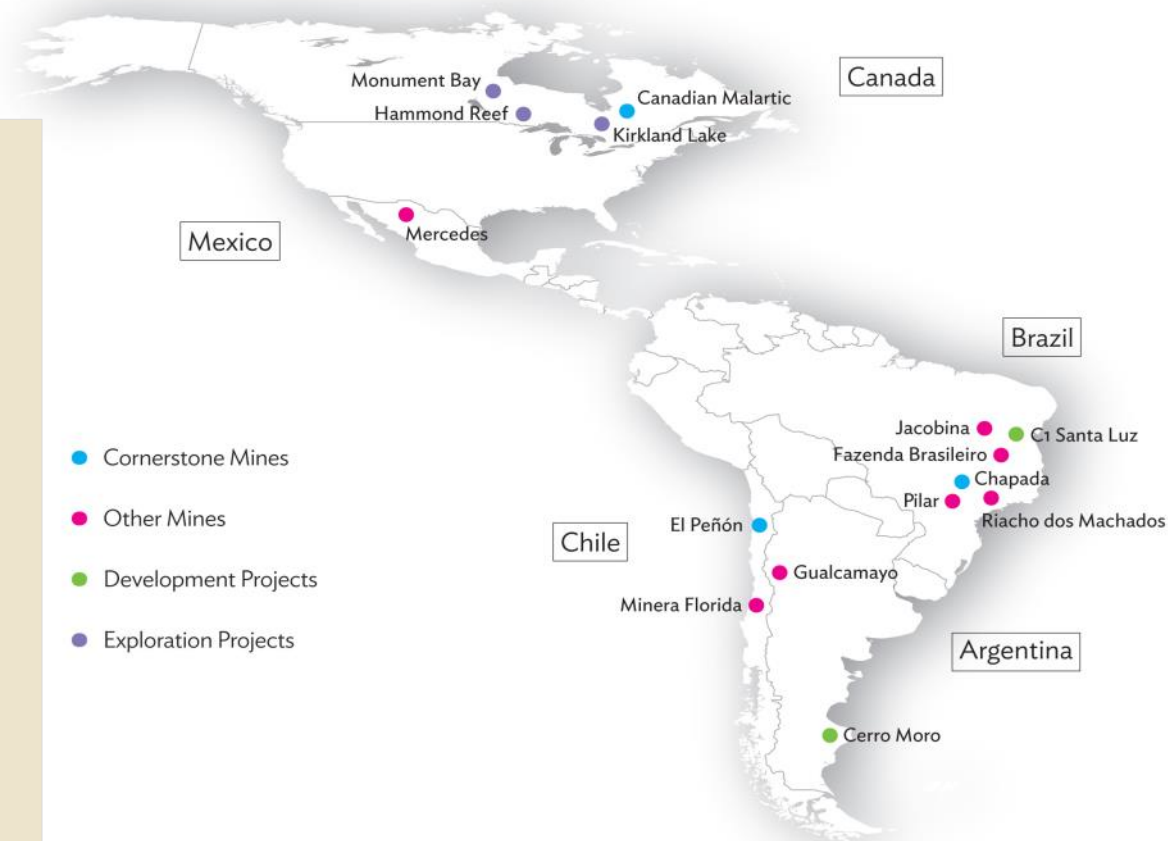 Canada
Monument Bay
Canadian Malartic
Hammond Reef
Kirkland Lake
Mexico
Mercedes
Brazil
Jacobina
C1 Santa Luz
Fazenda Brasileiro
Chapada
Pilar
Riacho dos Machados
Cornerstone Mines
Other Mines
Development Projects
Exploration Projects
El Peñón
Chile
Gualcamayo
Minera Florida
Argentina
Cerro Moro